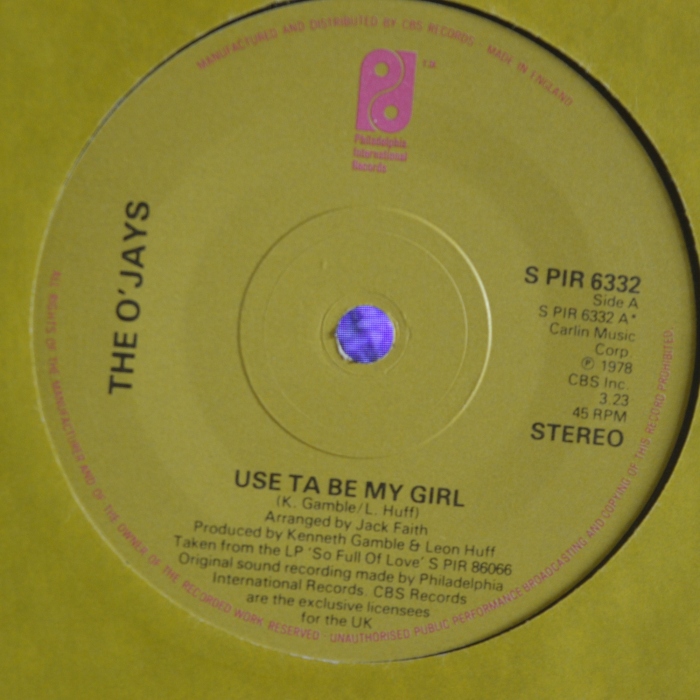 MANUFACTURED AND DISTRIBUTED BY CBS RECORDS · MADE IN ENGLAND
Philadelphia
International
Records
THE O'JAYS
S PIR 6332
Side A
S PIR 6332 A*
Carlin Music
Corp.
℗ 1978
CBS Inc.
3.23
45 RPM
STEREO
USE TA BE MY GIRL
(K. Gamble/L. Huff)
Arranged by Jack Faith
Produced by Kenneth Gamble & Leon Huff
Taken from the LP 'So Full Of Love' S PIR 86066
Original sound recording made by Philadelphia
International Records. CBS Records
are the exclusive licensees
for the UK
ALL RIGHTS OF THE MANUFACTURER AND OF THE OWNER OF THE RECORDED WORK RESERVED · UNAUTHORISED PUBLIC PERFORMANCE BROADCASTING AND COPYING OF THIS RECORD PROHIBITED.